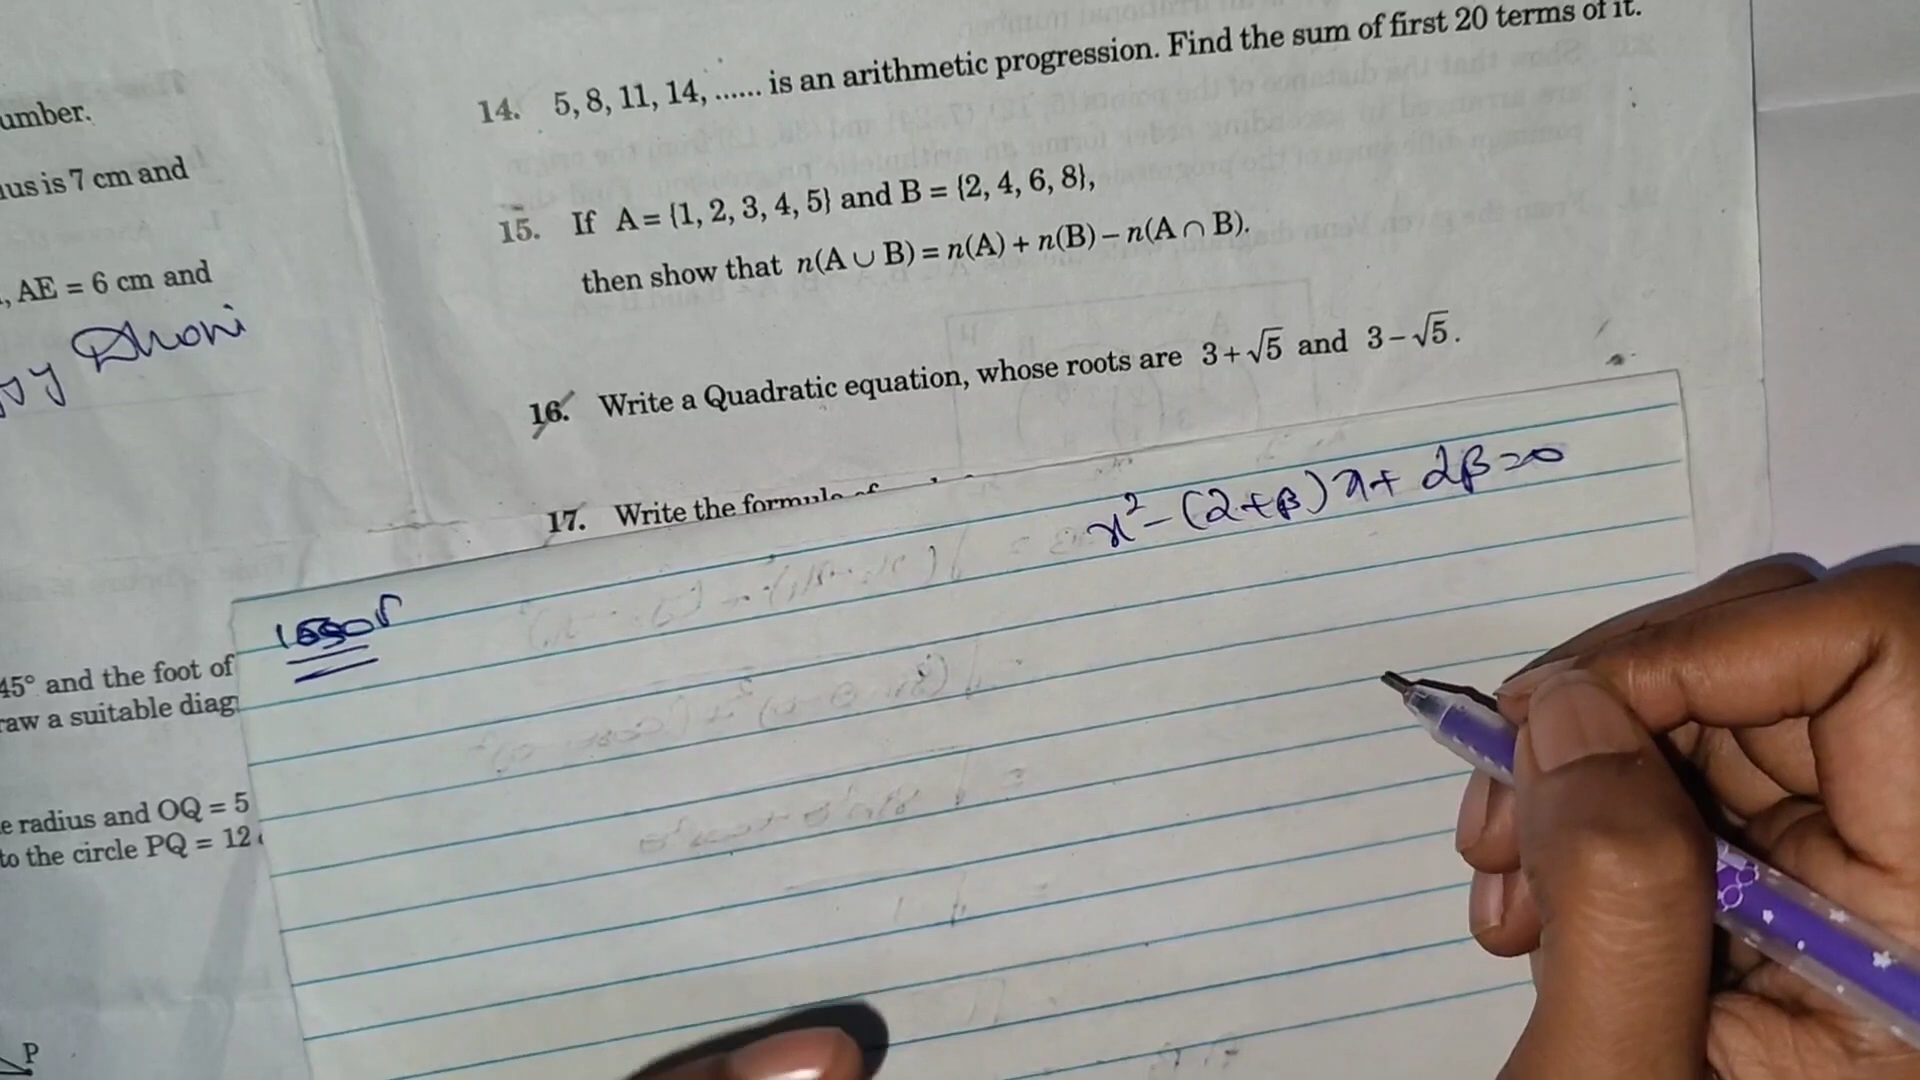 umber.
ius is 7 cm and
, AE = 6 cm and
Dhoni
45° and the foot of
raw a suitable diag
e radius and OQ = 5
to the circle PQ = 12
P
14. 5, 8, 11, 14, ...... is an arithmetic progression. Find the sum of first 20 terms of it.
15. If A = {1, 2, 3, 4, 5} and B = {2, 4, 6, 8},
then show that n(A ∪ B) = n(A) + n(B) – n(A ∩ B).
16. Write a Quadratic equation, whose roots are 3 + √5 and 3 – √5.
17. Write the formula of
x² - (α+β)x + αβ = 0